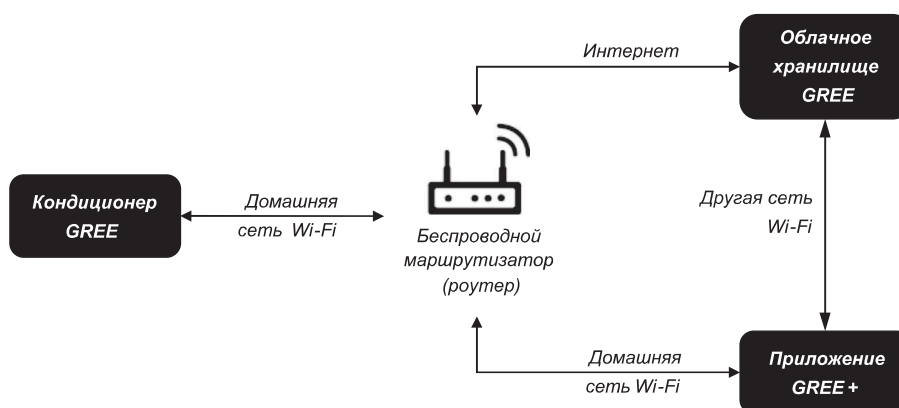 Облачное
хранилище
GREE
Интернет
Кондиционер
GREE
Домашняя
сеть Wi-Fi
Беспроводной
маршрутизатор
(роутер)
Другая сеть
Wi-Fi
Домашняя
сеть Wi-Fi
Приложение
GREE +